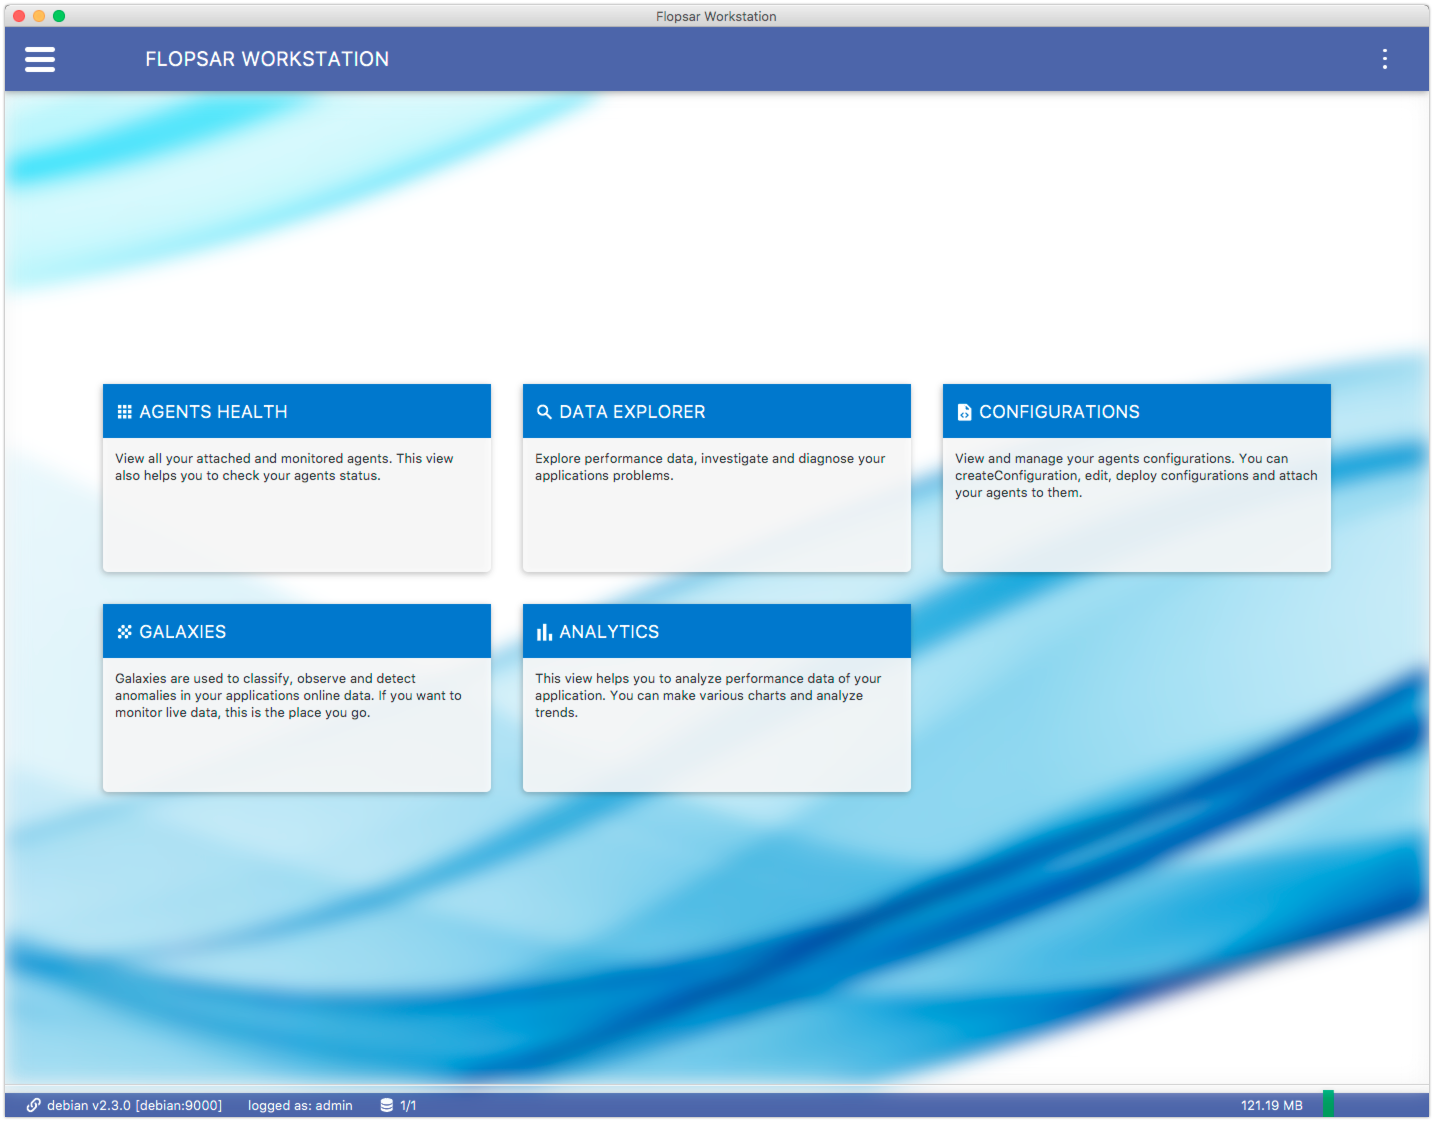 Flopsar Workstation
FLOPSAR WORKSTATION
AGENTS HEALTH
View all your attached and monitored agents. This view
also helps you to check your agents status.
DATA EXPLORER
Explore performance data, investigate and diagnose your
applications problems.
CONFIGURATIONS
View and manage your agents configurations. You can
createConfiguration, edit, deploy configurations and attach
your agents to them.
GALAXIES
Galaxies are used to classify, observe and detect
anomalies in your applications online data. If you want to
monitor live data, this is the place you go.
ANALYTICS
This view helps you to analyze performance data of your
application. You can make various charts and analyze
trends.
debian v2.3.0 [debian:9000] logged as: admin 1/1 121.19 MB